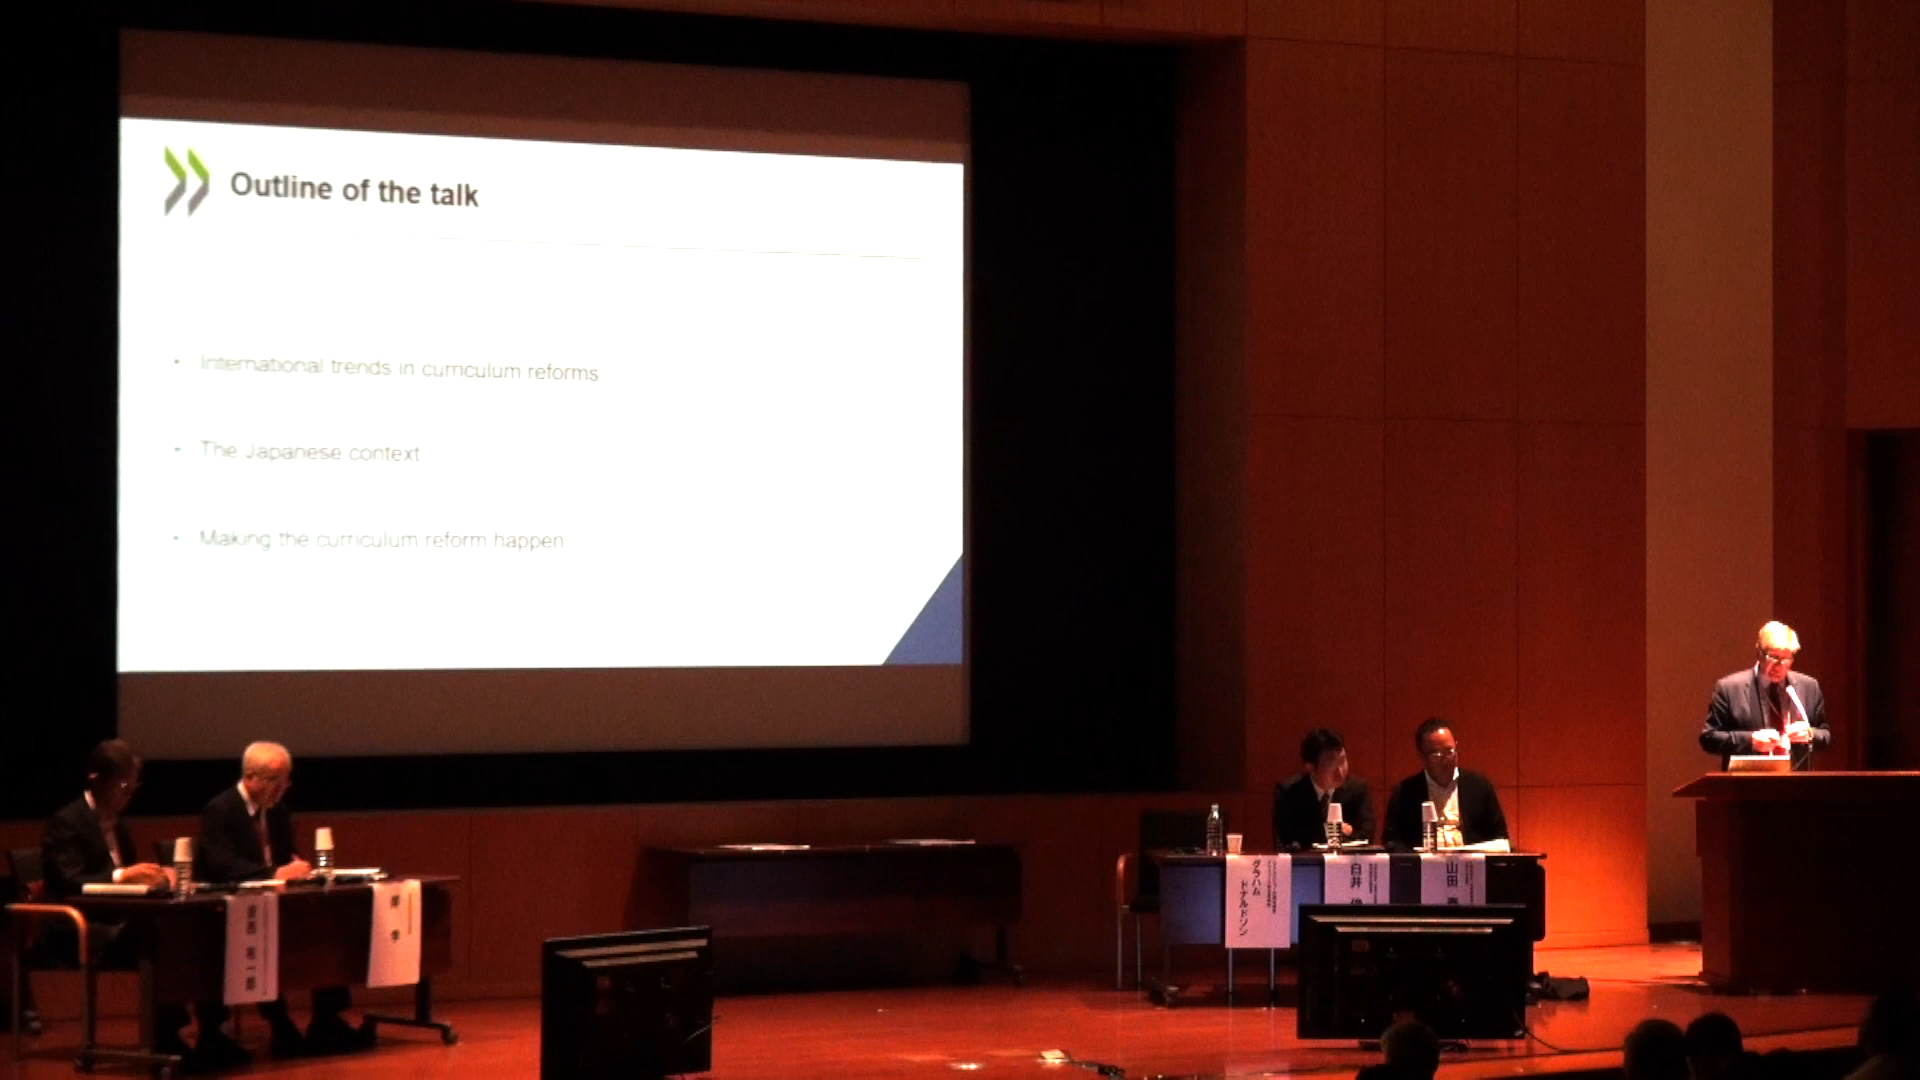 Outline of the talk
• International trends in curriculum reforms
• The Japanese context
• Making the curriculum reform happen
グラハム
ドナルドソン
白井
山田